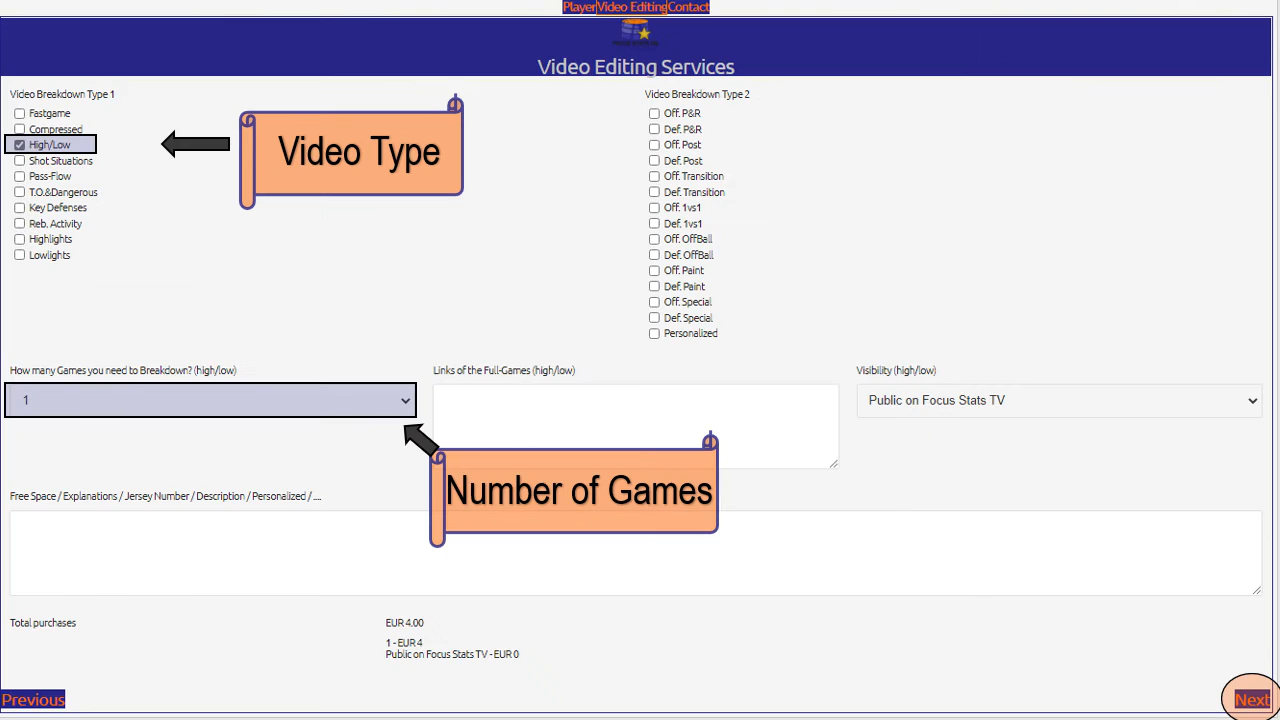 Player Video Editing Contact
Video Editing Services
Video Breakdown Type 1
Fastgame
Compressed
High/Low
Shot Situations
Pass-Flow
T.O.&Dangerous
Key Defenses
Reb. Activity
Highlights
Lowlights
Video Type
Video Breakdown Type 2
Off. P&R
Def. P&R
Off. Post
Def. Post
Off. Transition
Def. Transition
Off. 1vs1
Def. 1vs1
Off. OffBall
Def. OffBall
Off. Paint
Def. Paint
Off. Special
Def. Special
Personalized
How many Games you need to Breakdown? (high/low)
1
Links of the Full-Games (high/low)
Visibility (high/low)
Public on Focus Stats TV
Number of Games
Free Space / Explanations / Jersey Number / Description / Personalized / ....
Total purchases
EUR 4.00
1 - EUR 4
Public on Focus Stats TV - EUR 0
Previous
Next